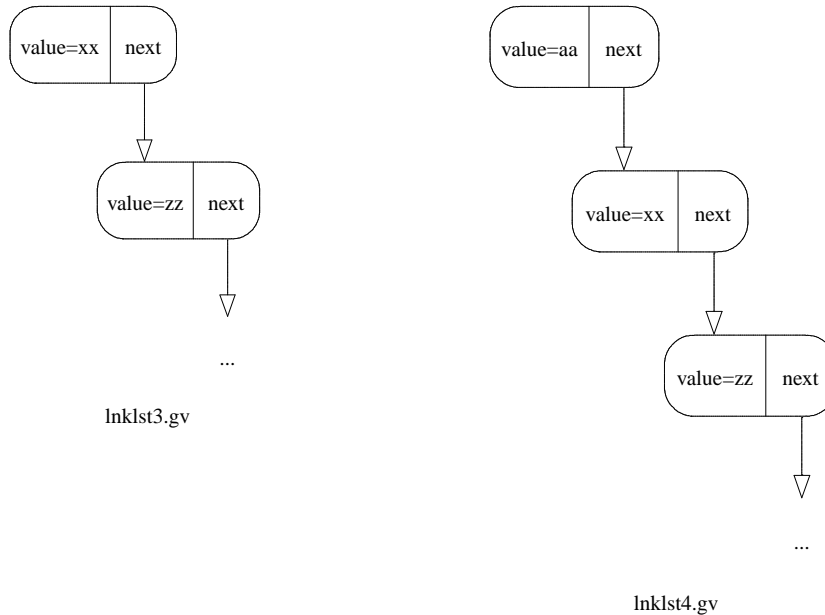 value=xx next
value=zz next
...
lnklst3.gv
value=aa next
value=xx next
value=zz next
...
lnklst4.gv